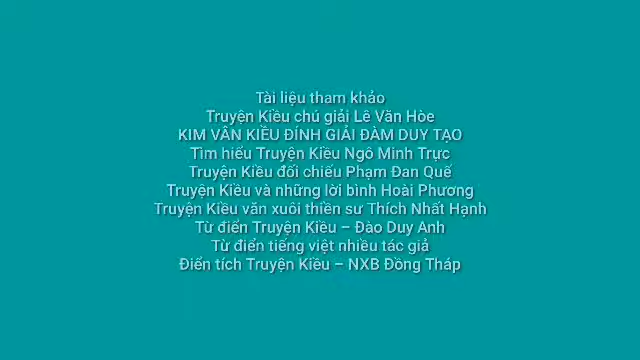 Tài liệu tham khảo
Truyện Kiều chú giải Lê Văn Hòe
KIM VÂN KIỀU ĐÍNH GIẢI ĐÀM DUY TẠO
Tìm hiểu Truyện Kiều Ngô Minh Trực
Truyện Kiều đối chiếu Phạm Đan Quế
Truyện Kiều và những lời bình Hoài Phương
Truyện Kiều văn xuôi thiền sư Thích Nhất Hạnh
Từ điển Truyện Kiều – Đào Duy Anh
Từ điển tiếng việt nhiều tác giả
Điển tích Truyện Kiều – NXB Đồng Tháp